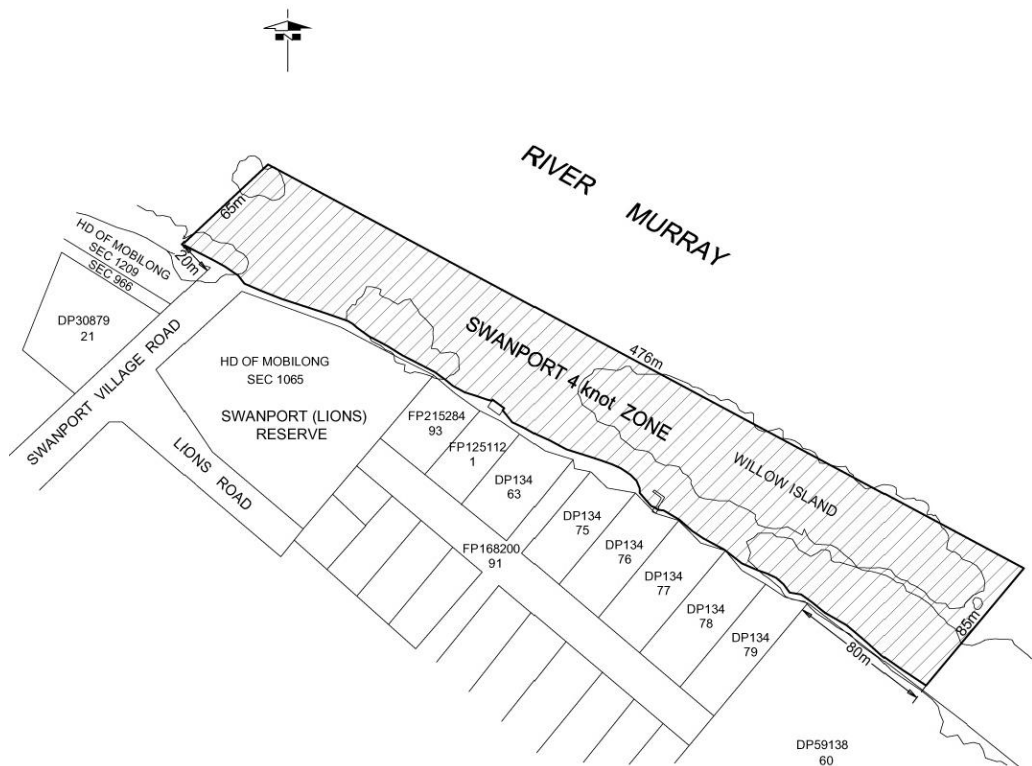 N
RIVER
MURRAY
65m
20m
HD OF MOBILONG
SEC 1209
SEC 966
DP30879
21
SWANPORT VILLAGE ROAD
HD OF MOBILONG
SEC 1065
SWANPORT (LIONS)
RESERVE
LIONS ROAD
476m
SWANPORT 4 knot ZONE
WILLOW ISLAND
FP215284
93
FP125112
1
DP134
63
DP134
75
DP134
76
DP134
77
DP134
78
DP134
79
FP168200
91
85m
80m
DP59138
60